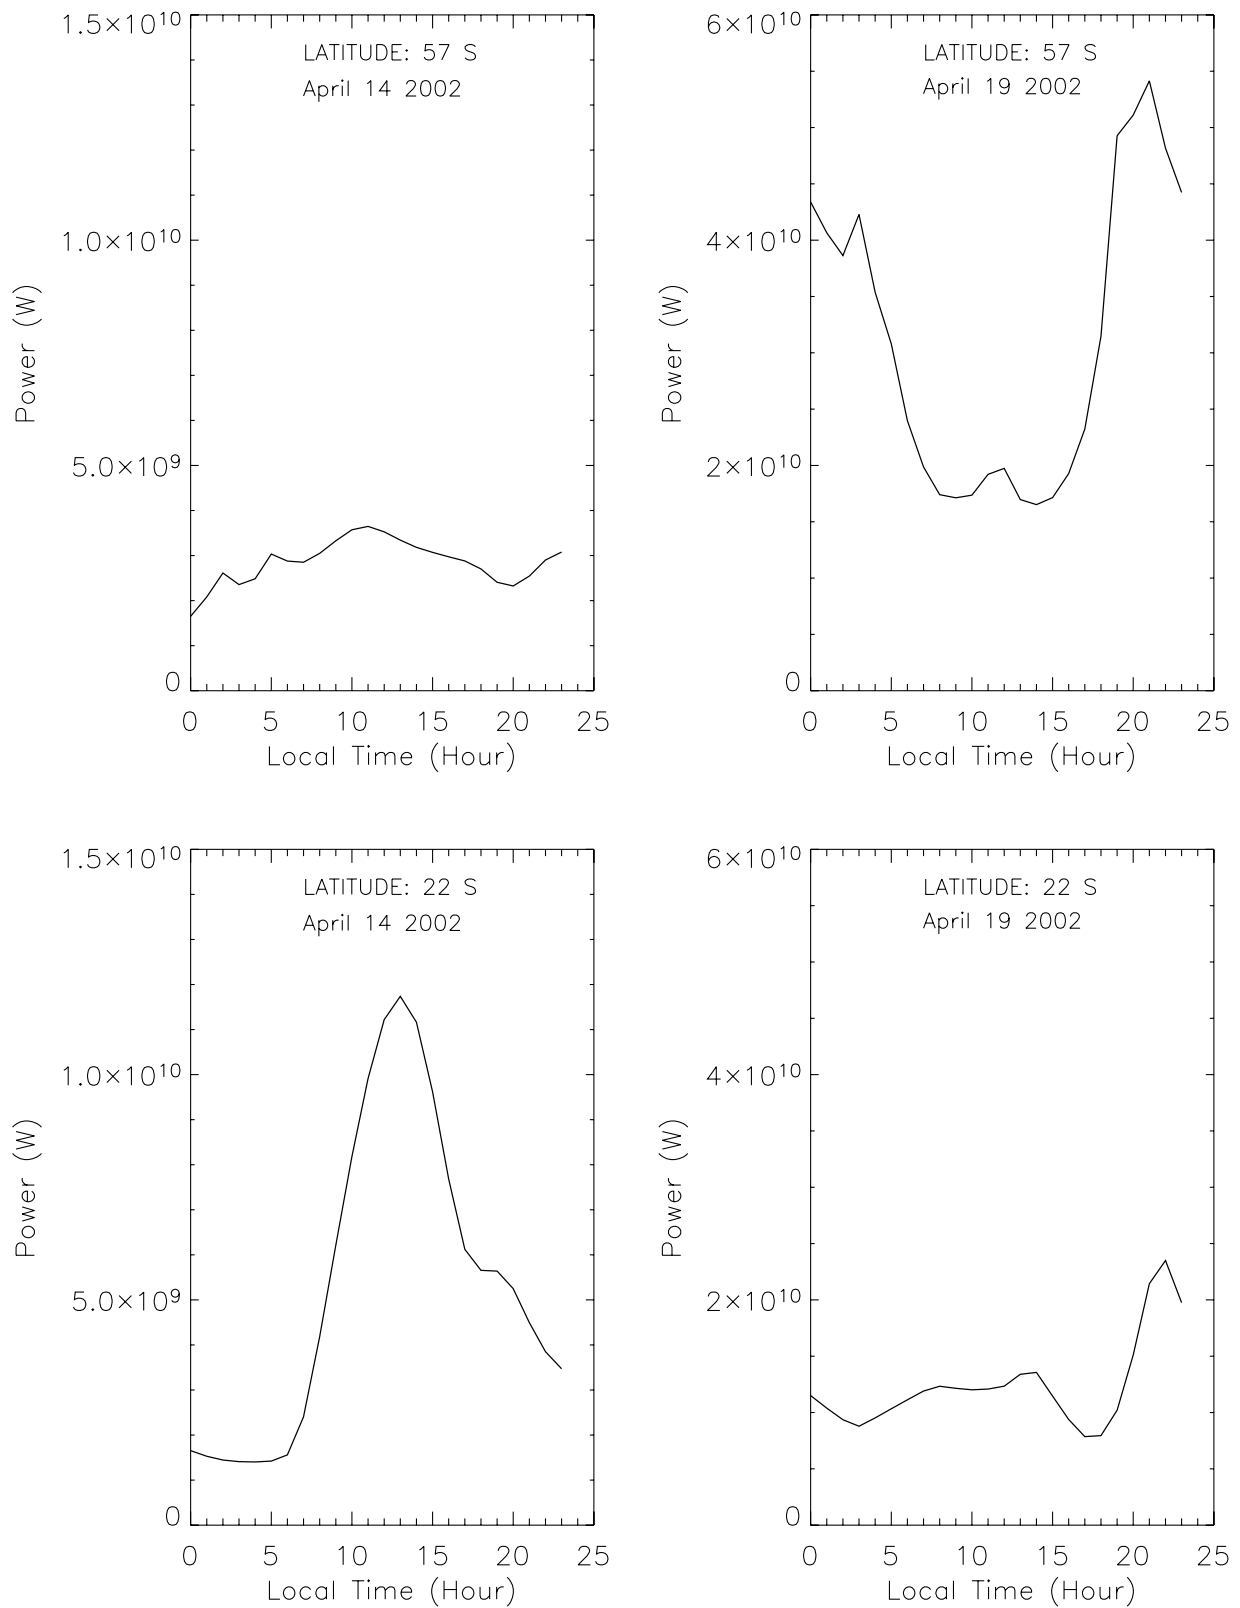 1.5×10¹⁰
LATITUDE: 57 S
April 14 2002
1.0×10¹⁰
5.0×10⁹
0
Power (W)
0 5 10 15 20 25
Local Time (Hour)
6×10¹⁰
LATITUDE: 57 S
April 19 2002
4×10¹⁰
2×10¹⁰
0
Power (W)
0 5 10 15 20 25
Local Time (Hour)
1.5×10¹⁰
LATITUDE: 22 S
April 14 2002
1.0×10¹⁰
5.0×10⁹
0
Power (W)
0 5 10 15 20 25
Local Time (Hour)
6×10¹⁰
LATITUDE: 22 S
April 19 2002
4×10¹⁰
2×10¹⁰
0
Power (W)
0 5 10 15 20 25
Local Time (Hour)